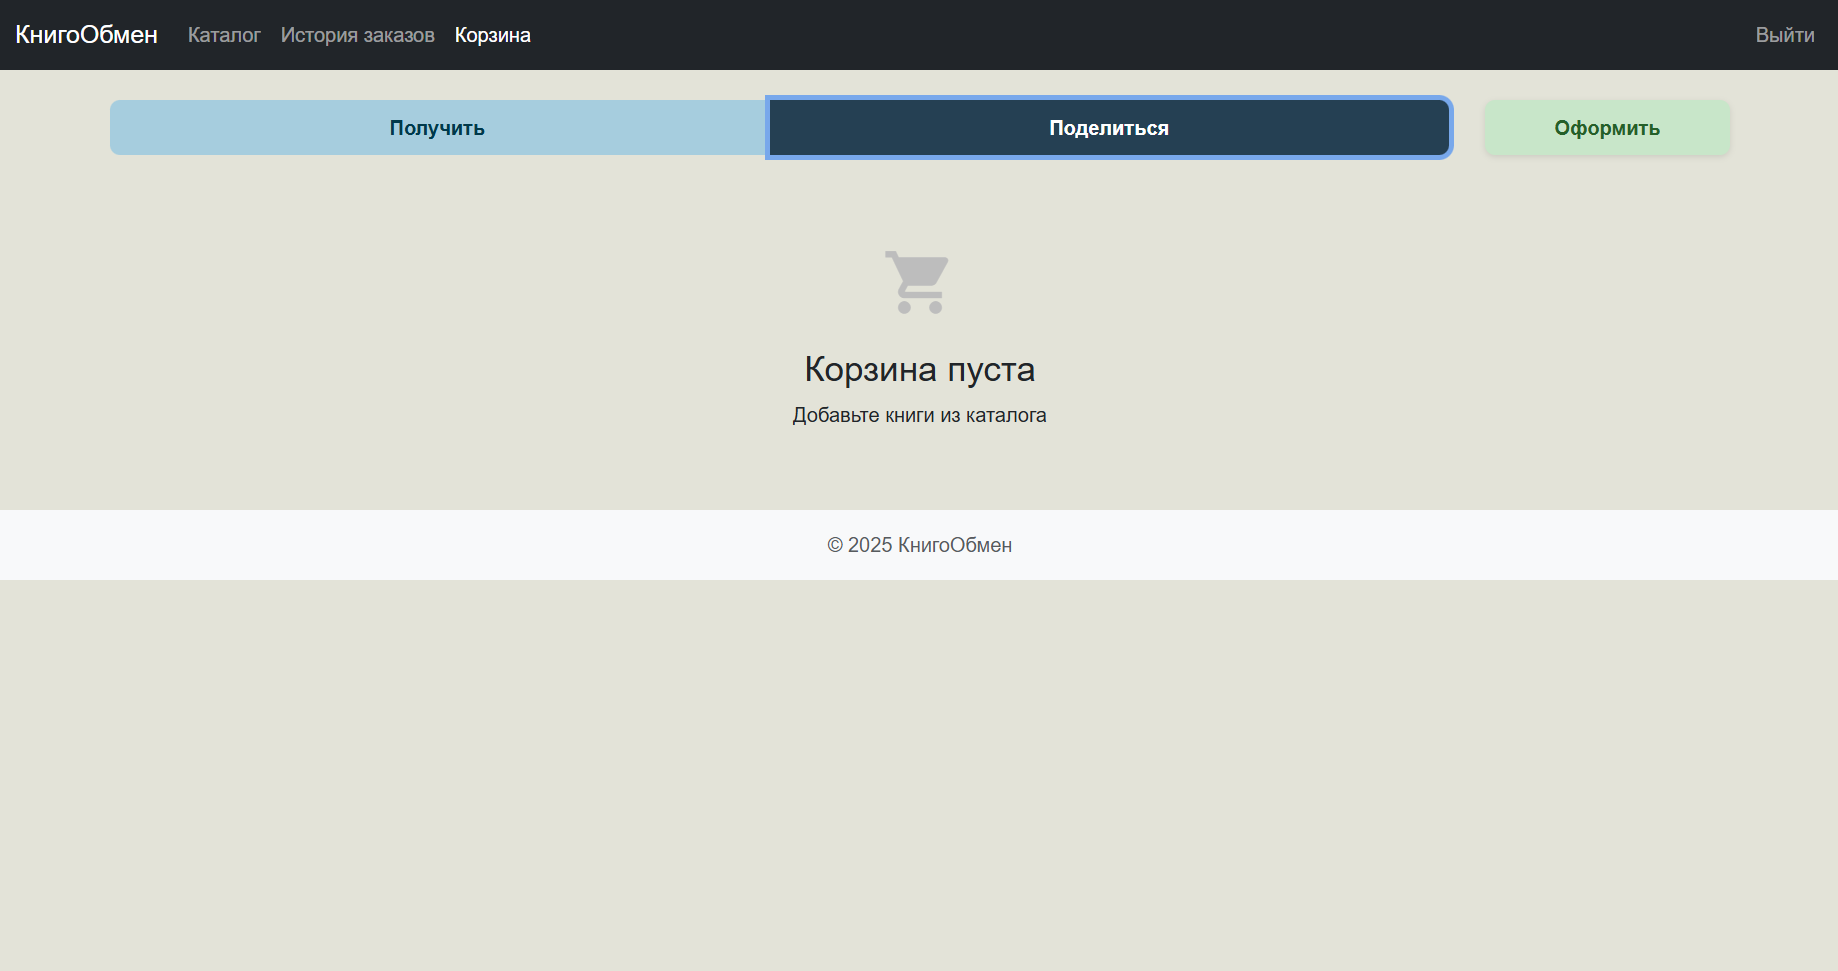 КнигоОбмен Каталог История заказов Корзина Выйти
Получить Поделиться Оформить
Корзина пуста
Добавьте книги из каталога
© 2025 КнигоОбмен